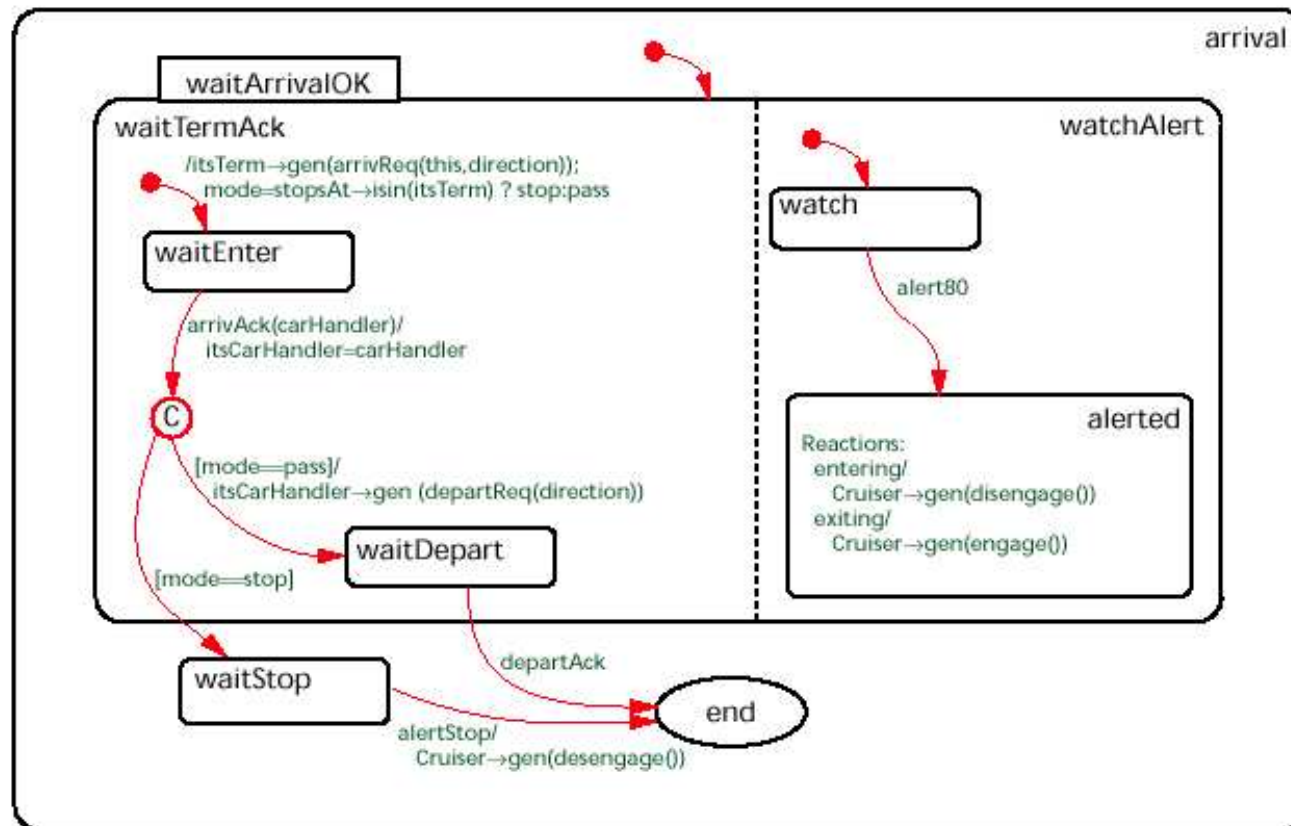 arrival
waitArrivalOK
waitTermAck
watchAlert
/itsTerm→gen(arrivReq(this,direction));
mode=stopsAt→isin(itsTerm) ? stop:pass
waitEnter
watch
alert80
arrivAck(carHandler)/
itsCarHandler=carHandler
C
alerted
Reactions:
entering/
Cruiser→gen(disengage())
exiting/
Cruiser→gen(engage())
[mode==pass]/
itsCarHandler→gen (departReq(direction))
waitDepart
[mode==stop]
waitStop
departAck
end
alertStop/
Cruiser→gen(desengage())